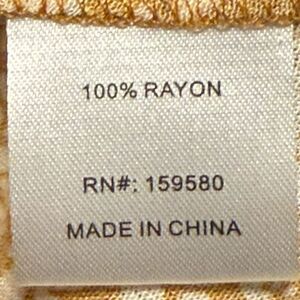 100% RAYON
RN#: 159580
MADE IN CHINA